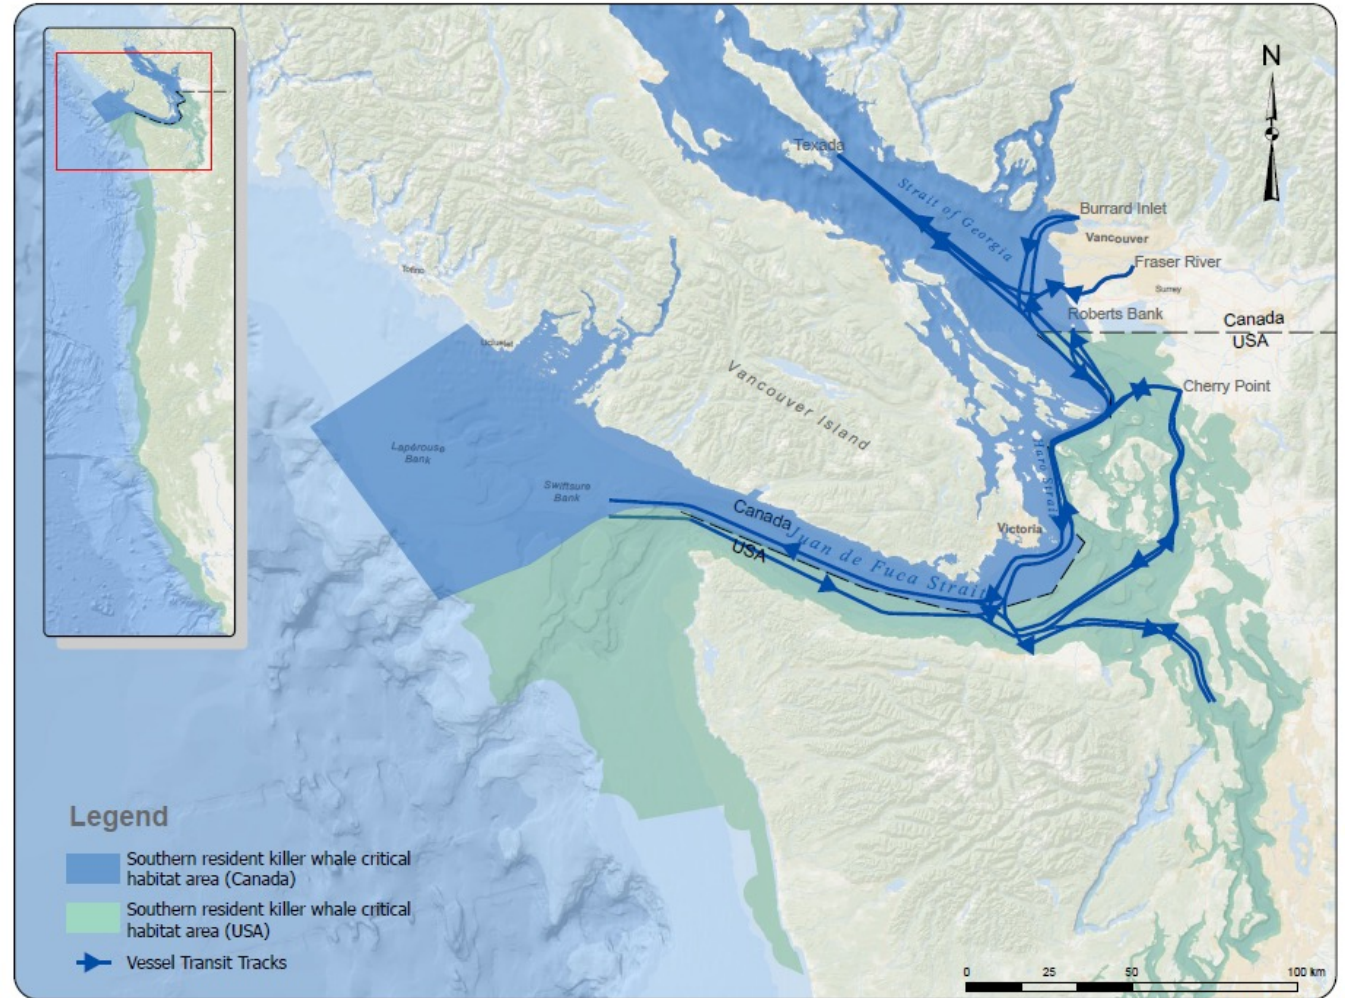 N
Texada
Strait of Georgia
Burrard Inlet
Vancouver
Fraser River
Surrey
Tofino
Roberts Bank
Canada
USA
Ucluelet
Vancouver Island
Cherry Point
Lapérouse
Bank
Swiftsure
Bank
Haro Strait
Canada
USA
Juan de Fuca Strait
Victoria
Legend
Southern resident killer whale critical
habitat area (Canada)
Southern resident killer whale critical
habitat area (USA)
Vessel Transit Tracks
0 25 50 100 km